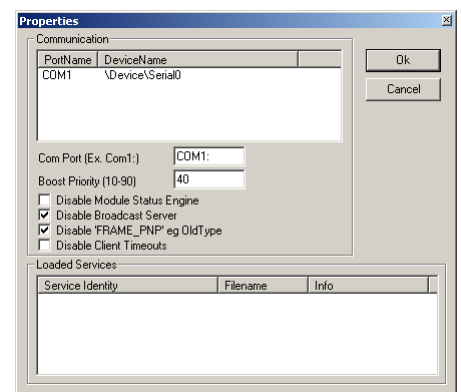 Properties
Communication
PortName DeviceName
COM1 \Device\Serial0
Ok
Cancel
Com Port (Ex. Com1:) COM1:
Boost Priority (10-90) 40
Disable Module Status Engine
Disable Broadcast Server
Disable 'FRAME_PNP' eg OldType
Disable Client Timeouts
Loaded Services
Service Identity Filename Info